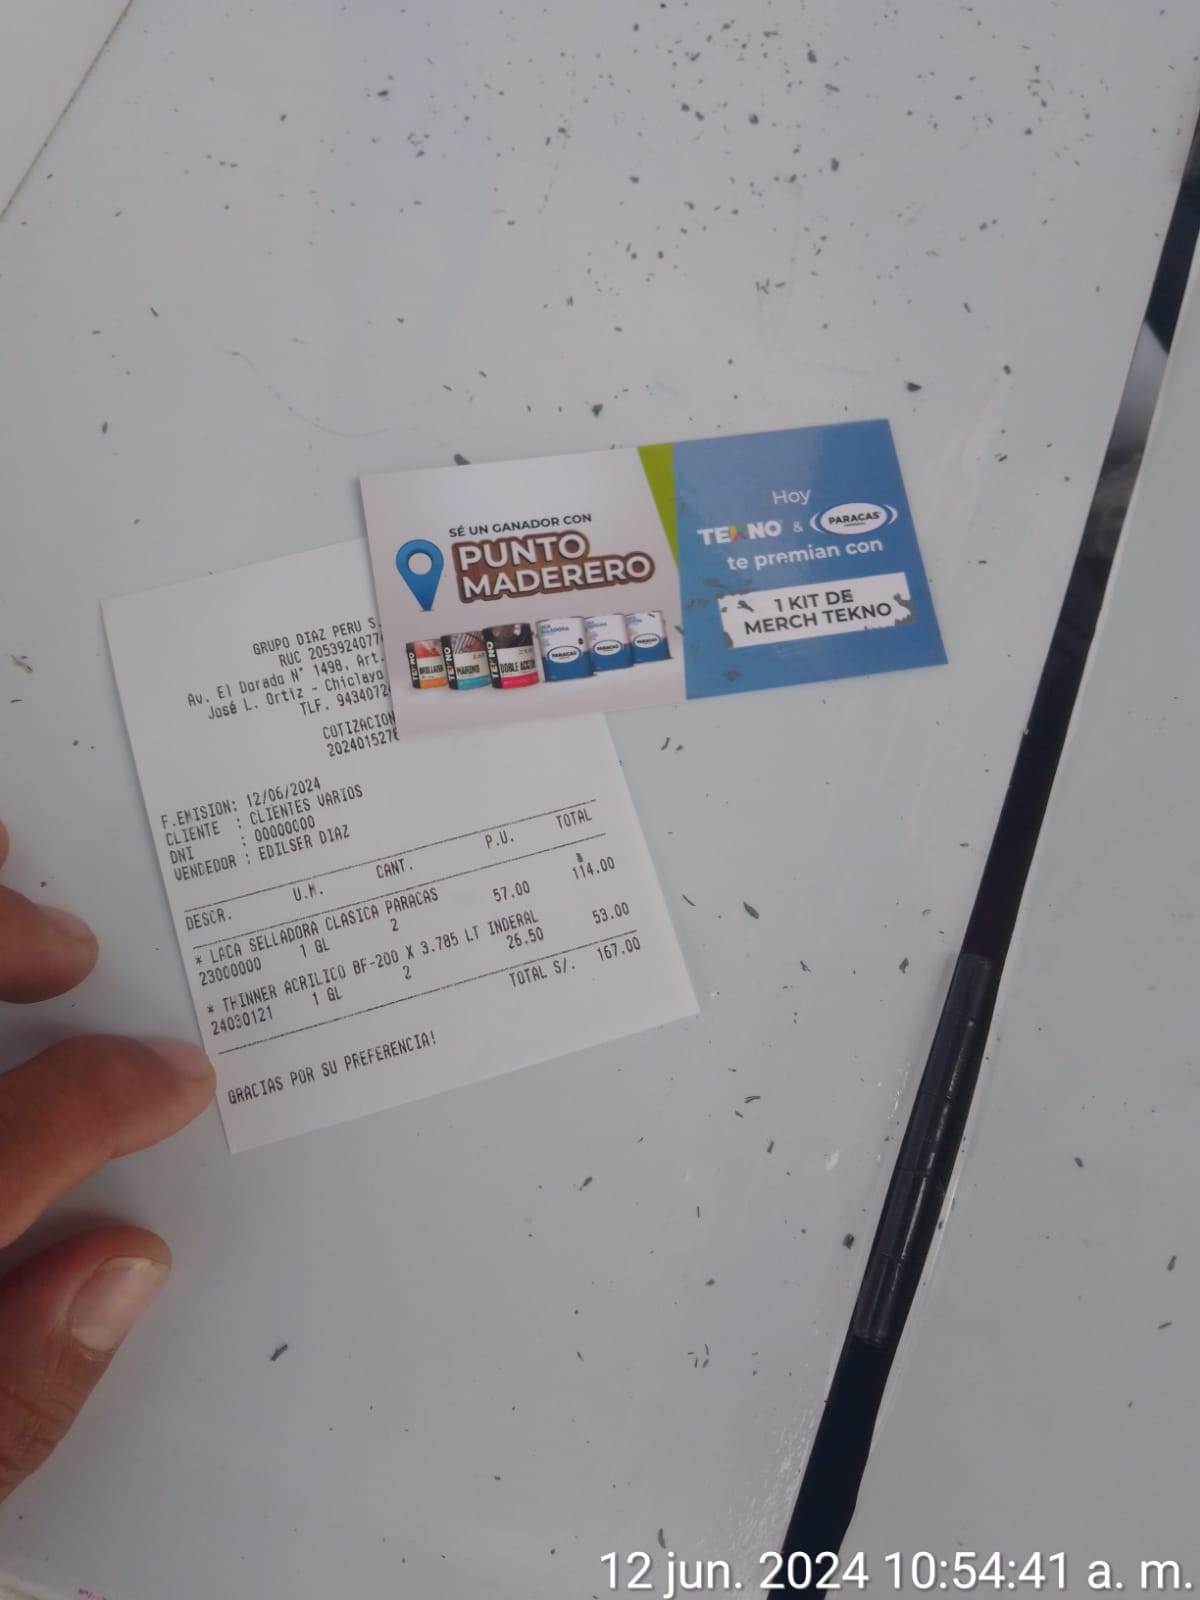 SÉ UN GANADOR CON
PUNTO
MADERERO
TEKNO
BRILLATEK
TEKNO
MARINO
TEKNO
DOBLE ACCIÓN
PARACAS
PARACAS
PARACAS
Hoy
TEKNO & PARACAS
te premian con
1 KIT DE
MERCH TEKNO
GRUPO DIAZ PERU S.
RUC 2053924077
Av. El Dorado N° 1498, Art.
José L. Ortiz - Chiclayo
TLF. 9434072
COTIZACION
2024015278
F.EMISION: 12/06/2024
CLIENTE : CLIENTES VARIOS
DNI : 00000000
VENDEDOR : EDILSER DIAZ
DESCR. U.M. CANT. P.U. TOTAL
* LACA SELLADORA CLASICA PARACAS
23000000 1 GL 2 57.00 114.00
* THINNER ACRILICO BF-200 X 3.785 LT INDERAL
24030121 1 GL 2 26.50 53.00
TOTAL S/. 167.00
GRACIAS POR SU PREFERENCIA!
12 jun. 2024 10:54:41 a. m.